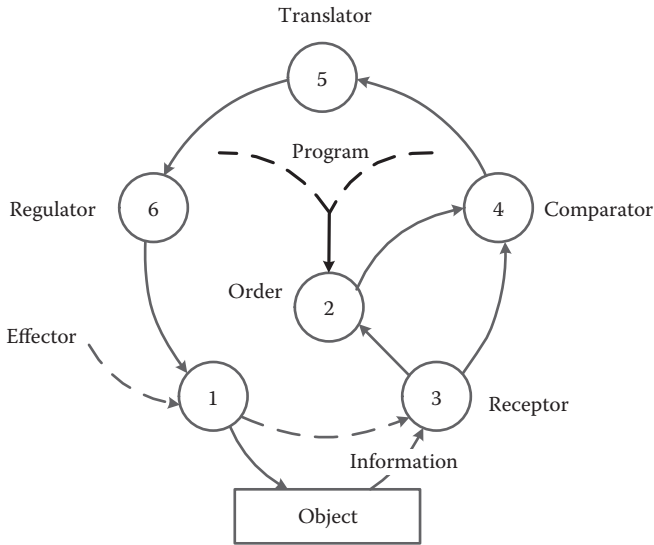 Translator
5
Program
Regulator
6
4
Comparator
Order
2
Effector
1
3
Receptor
Information
Object